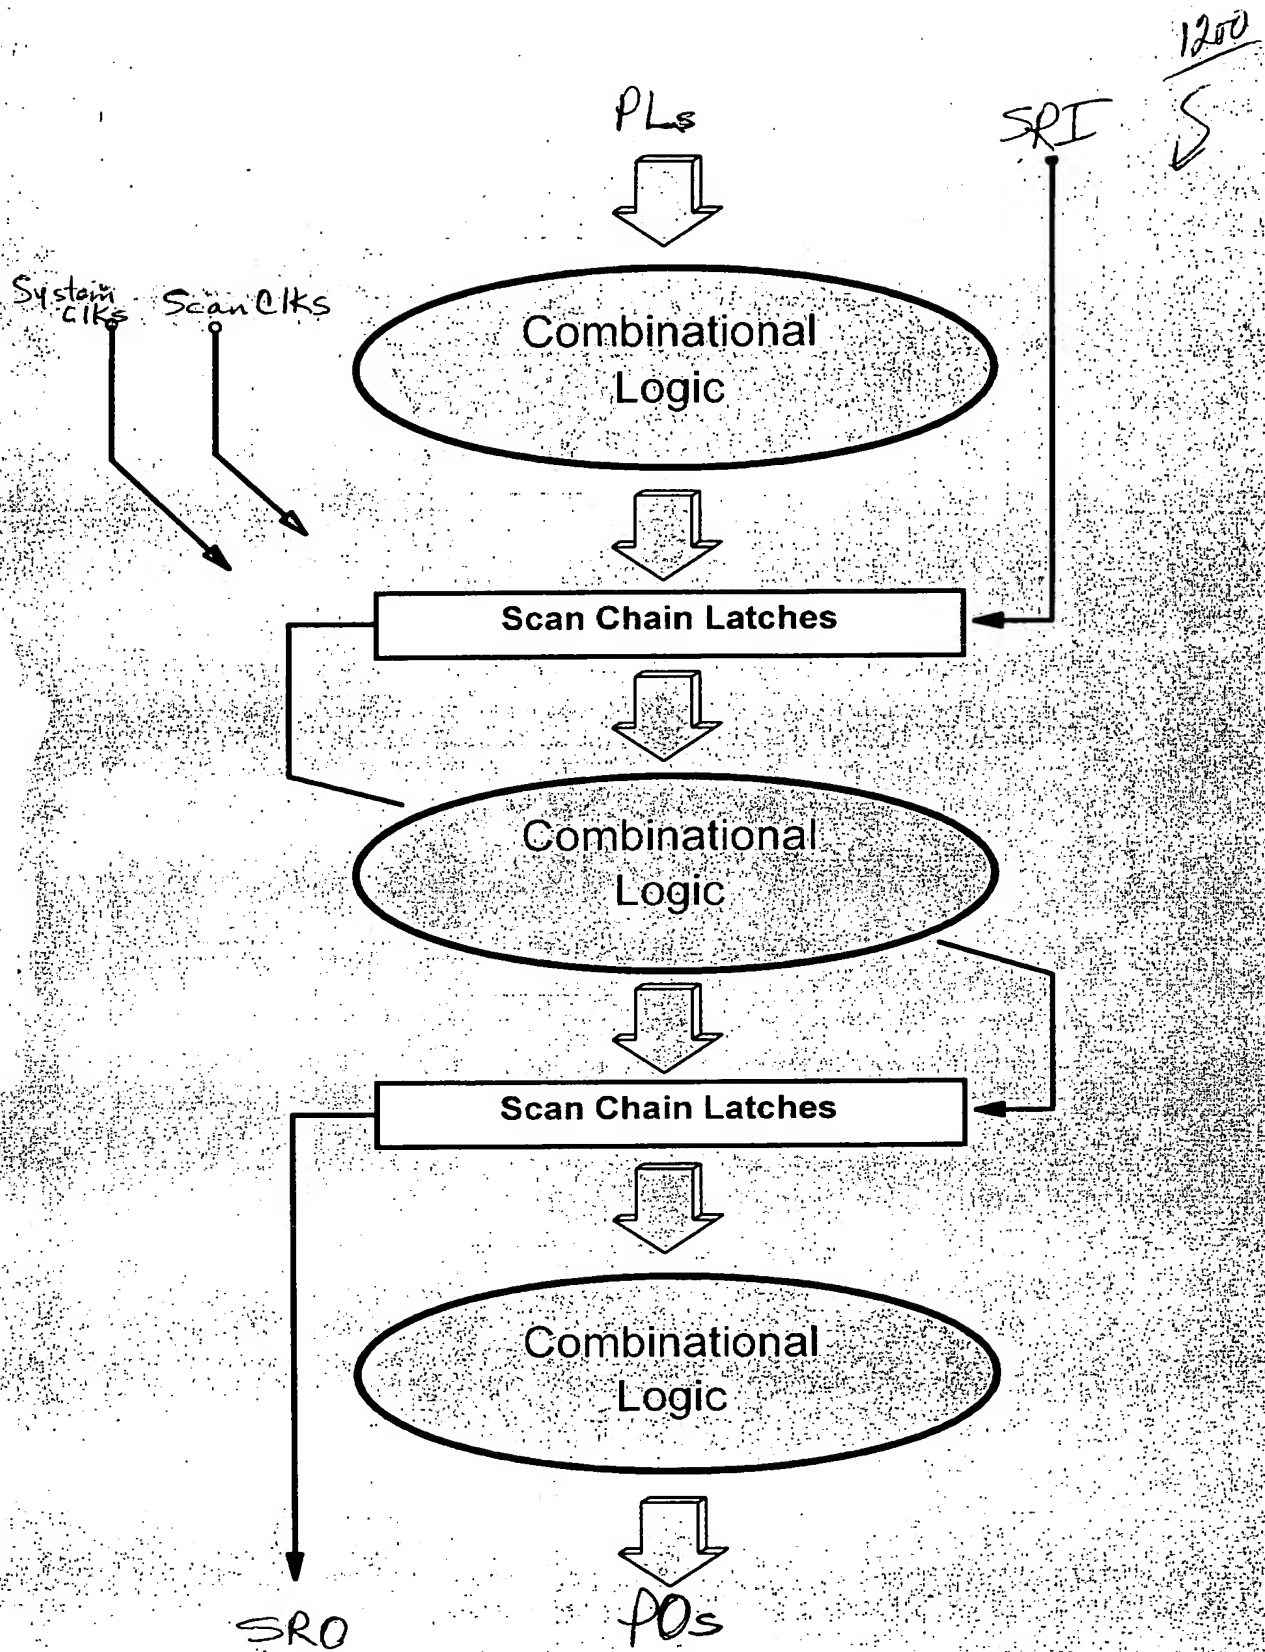 1200
PLs
SRI
System
Clks
Scan Clks
Combinational
Logic
Scan Chain Latches
Combinational
Logic
Scan Chain Latches
Combinational
Logic
SRO
POs